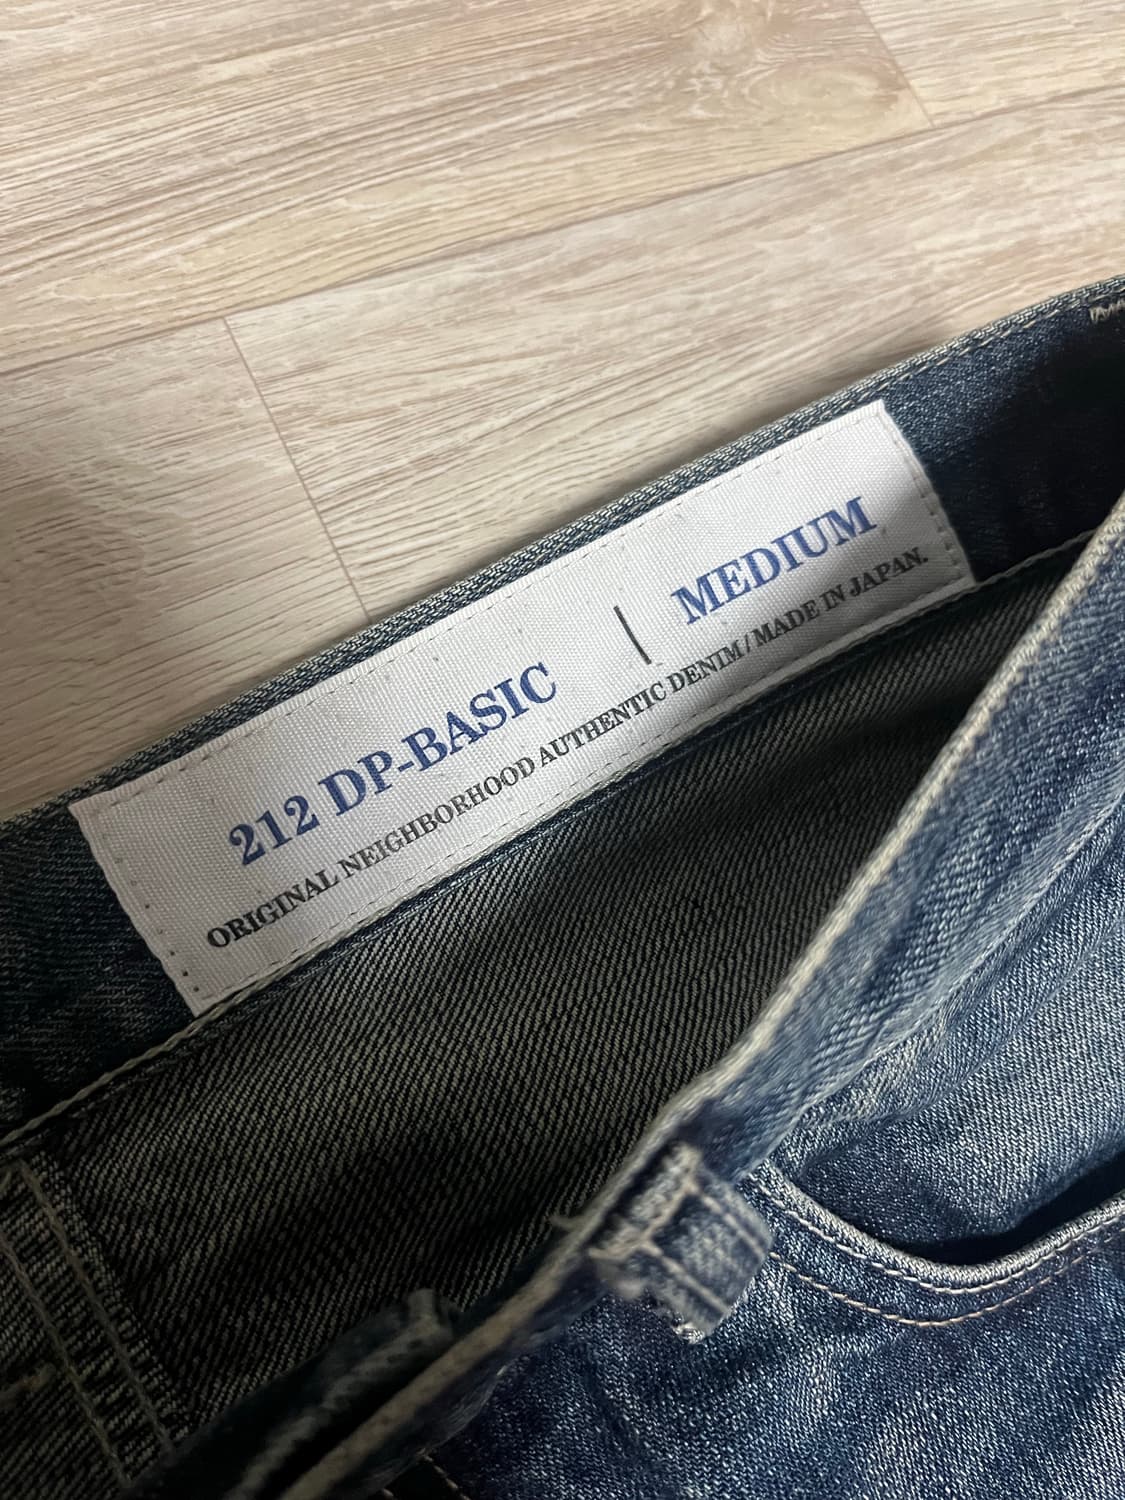 212 DP-BASIC | MEDIUM
ORIGINAL NEIGHBORHOOD AUTHENTIC DENIM / MADE IN JAPAN.